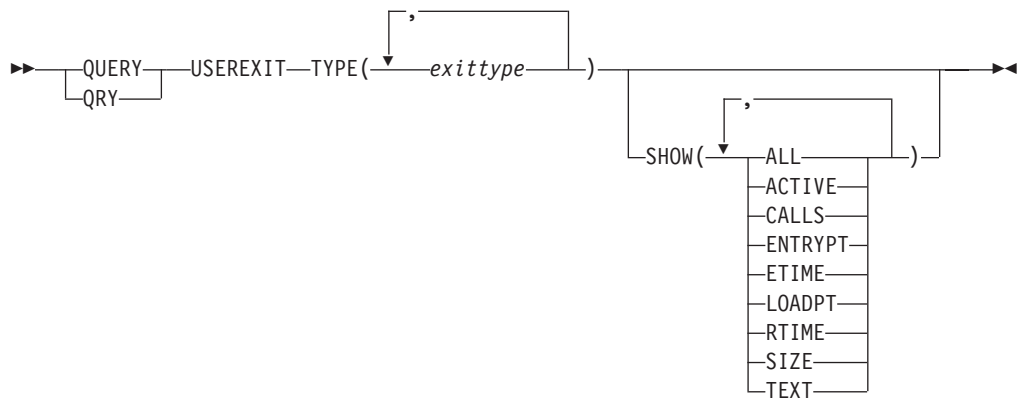 ,
QUERY USEREXIT TYPE( exittype )
QRY
,
SHOW( ALL )
ACTIVE
CALLS
ENTRYPT
ETIME
LOADPT
RTIME
SIZE
TEXT